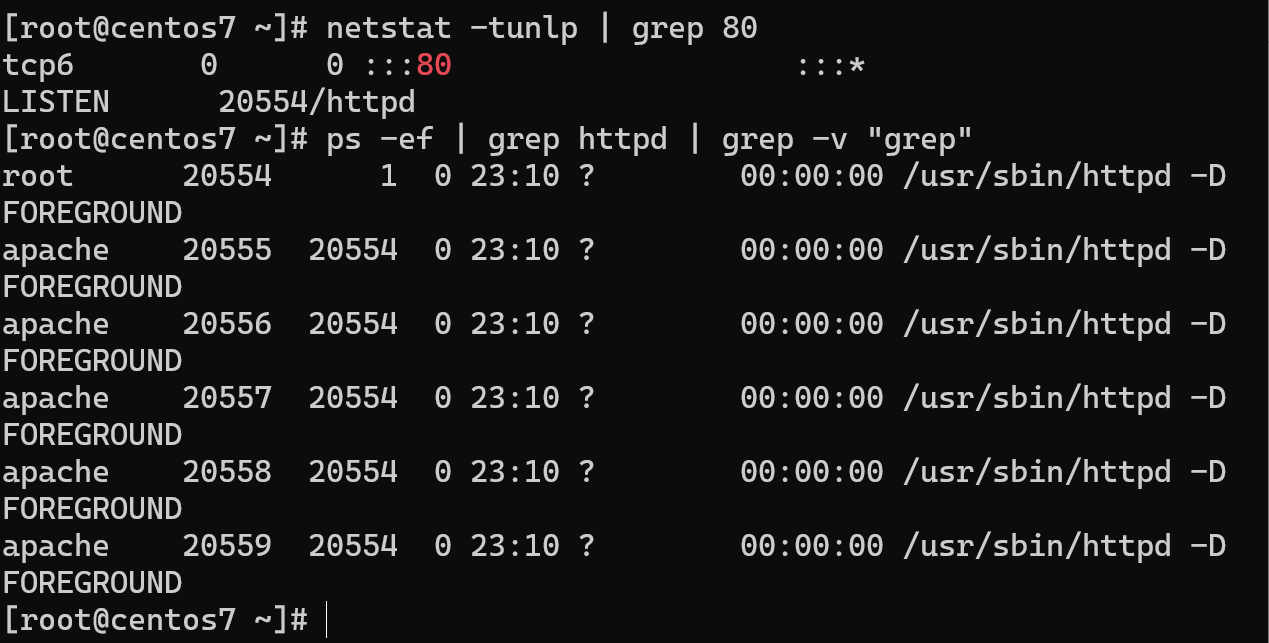 [root@centos7 ~]# netstat -tunlp | grep 80
tcp6       0      0 :::80                   :::*
LISTEN      20554/httpd
[root@centos7 ~]# ps -ef | grep httpd | grep -v "grep"
root      20554      1  0 23:10 ?        00:00:00 /usr/sbin/httpd -D
FOREGROUND
apache    20555  20554  0 23:10 ?        00:00:00 /usr/sbin/httpd -D
FOREGROUND
apache    20556  20554  0 23:10 ?        00:00:00 /usr/sbin/httpd -D
FOREGROUND
apache    20557  20554  0 23:10 ?        00:00:00 /usr/sbin/httpd -D
FOREGROUND
apache    20558  20554  0 23:10 ?        00:00:00 /usr/sbin/httpd -D
FOREGROUND
apache    20559  20554  0 23:10 ?        00:00:00 /usr/sbin/httpd -D
FOREGROUND
[root@centos7 ~]#